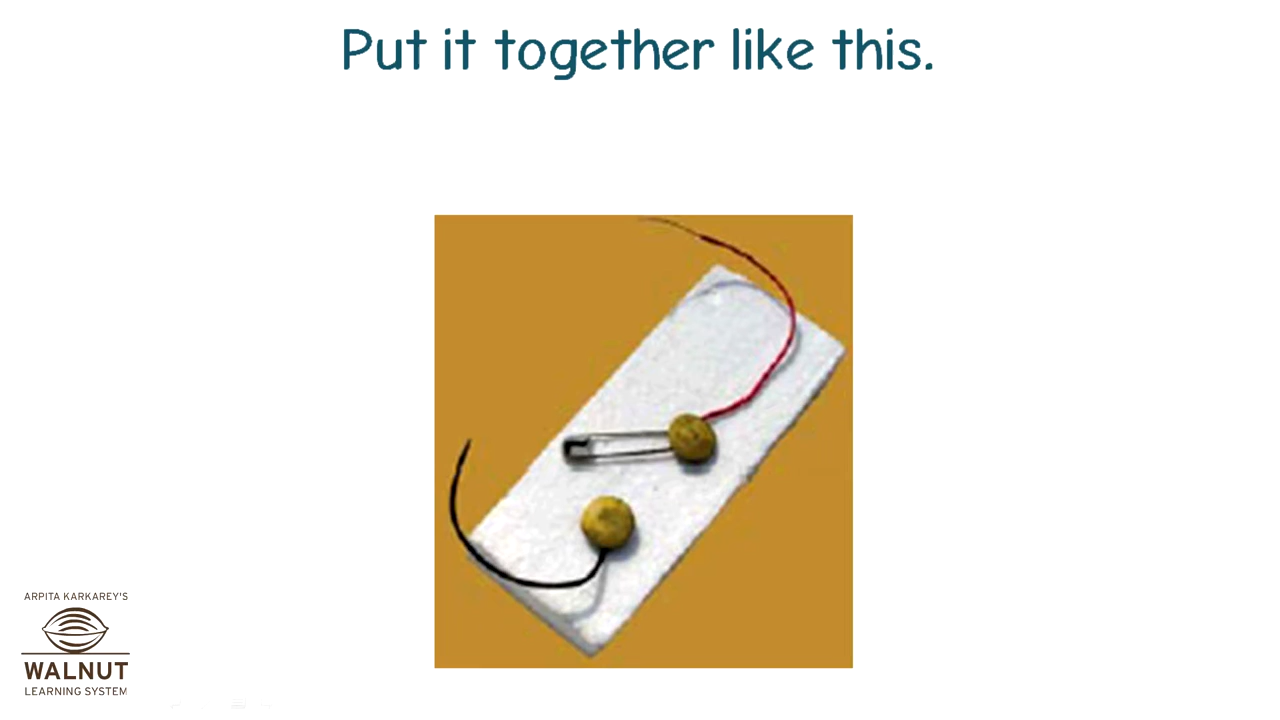 Put it together like this.
ARPITA KARKAREY'S
WALNUT
LEARNING SYSTEM